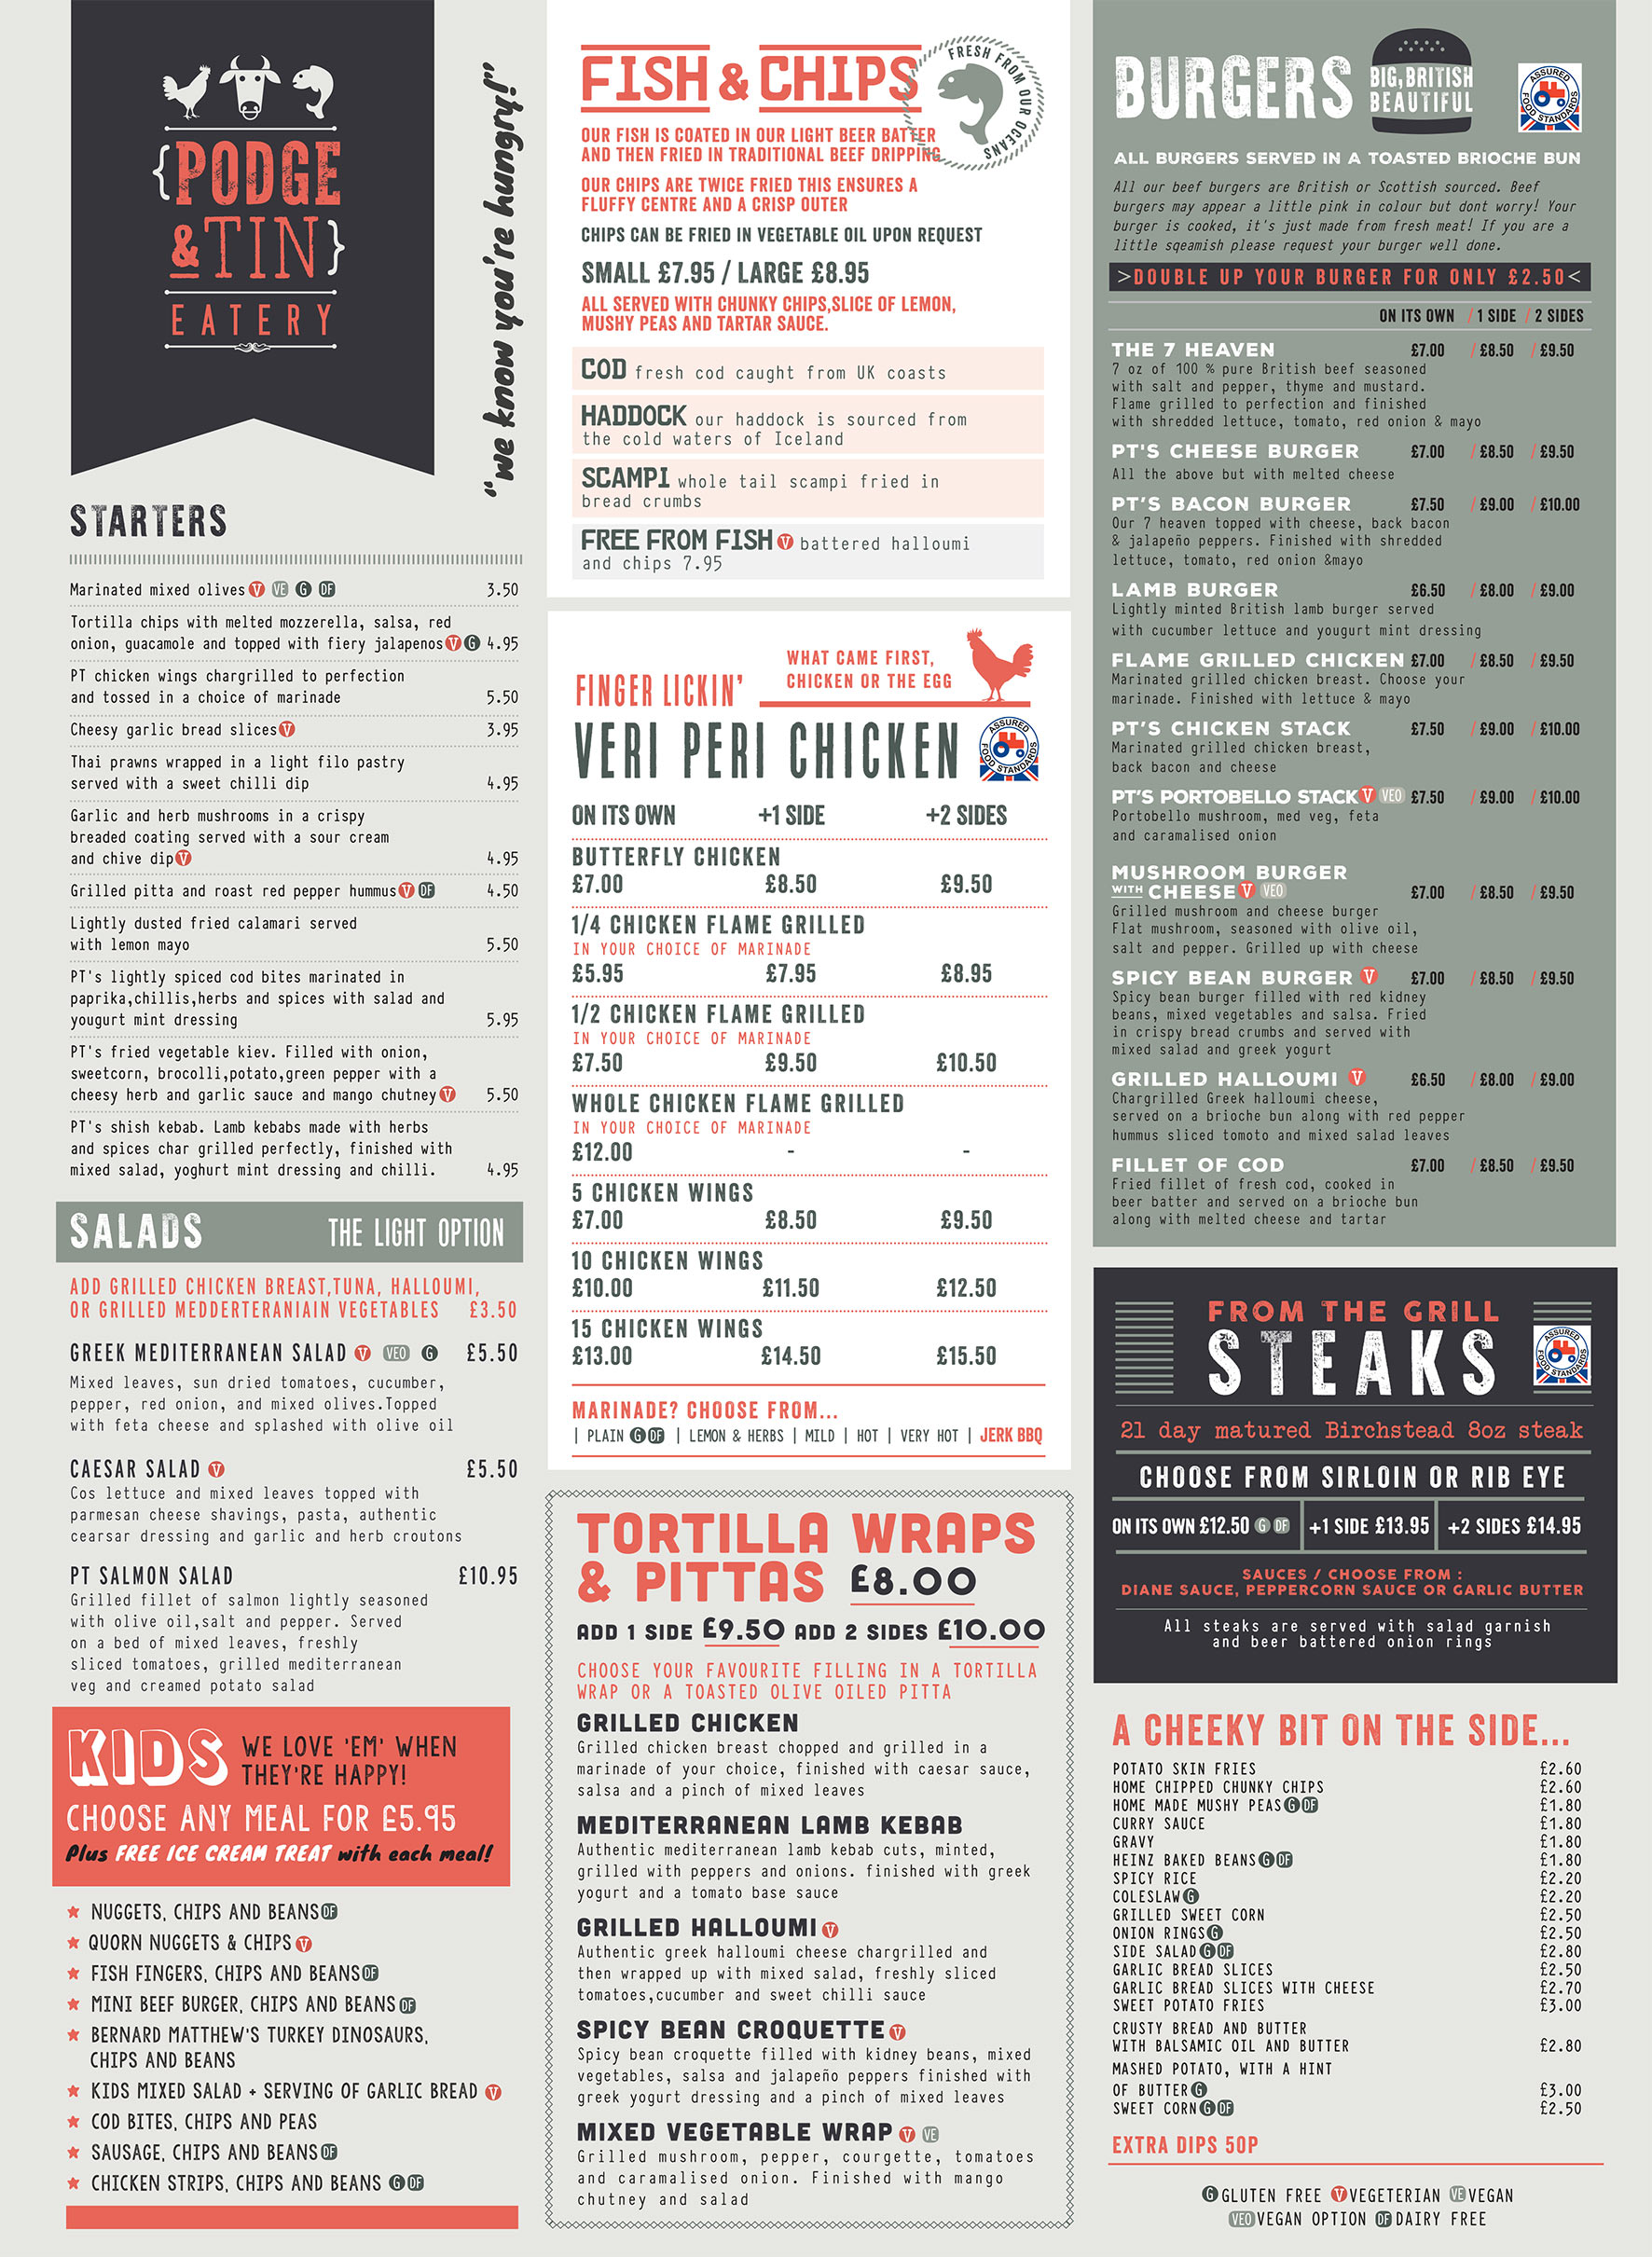 {PODGE
&TIN}
EATERY
"we know you're hungry!"
STARTERS
Marinated mixed olives V VE G DF 3.50
Tortilla chips with melted mozzerella, salsa, red
onion, guacamole and topped with fiery jalapenos V G 4.95
PT chicken wings chargrilled to perfection
and tossed in a choice of marinade 5.50
Cheesy garlic bread slices V 3.95
Thai prawns wrapped in a light filo pastry
served with a sweet chilli dip 4.95
Garlic and herb mushrooms in a crispy
breaded coating served with a sour cream
and chive dip V 4.95
Grilled pitta and roast red pepper hummus V DF 4.50
Lightly dusted fried calamari served
with lemon mayo 5.50
PT's lightly spiced cod bites marinated in
paprika,chillis,herbs and spices with salad and
yougurt mint dressing 5.95
PT's fried vegetable kiev. Filled with onion,
sweetcorn, brocolli,potato,green pepper with a
cheesy herb and garlic sauce and mango chutney V 5.50
PT's shish kebab. Lamb kebabs made with herbs
and spices char grilled perfectly, finished with
mixed salad, yoghurt mint dressing and chilli. 4.95
SALADS THE LIGHT OPTION
ADD GRILLED CHICKEN BREAST,TUNA, HALLOUMI,
OR GRILLED MEDDERTERANIAIN VEGETABLES £3.50
GREEK MEDITERRANEAN SALAD V VEO G £5.50
Mixed leaves, sun dried tomatoes, cucumber,
pepper, red onion, and mixed olives.Topped
with feta cheese and splashed with olive oil
CAESAR SALAD V £5.50
Cos lettuce and mixed leaves topped with
parmesan cheese shavings, pasta, authentic
cearsar dressing and garlic and herb croutons
PT SALMON SALAD £10.95
Grilled fillet of salmon lightly seasoned
with olive oil,salt and pepper. Served
on a bed of mixed leaves, freshly
sliced tomatoes, grilled mediterranean
veg and creamed potato salad
KIDS WE LOVE 'EM' WHEN
THEY'RE HAPPY!
CHOOSE ANY MEAL FOR £5.95
Plus FREE ICE CREAM TREAT with each meal!
NUGGETS, CHIPS AND BEANS DF
QUORN NUGGETS & CHIPS V
FISH FINGERS, CHIPS AND BEANS DF
MINI BEEF BURGER, CHIPS AND BEANS DF
BERNARD MATTHEW'S TURKEY DINOSAURS,
CHIPS AND BEANS
KIDS MIXED SALAD + SERVING OF GARLIC BREAD V
COD BITES, CHIPS AND PEAS
SAUSAGE, CHIPS AND BEANS DF
CHICKEN STRIPS, CHIPS AND BEANS G DF
FISH & CHIPS
FRESH FROM OUR OCEANS
OUR FISH IS COATED IN OUR LIGHT BEER BATTER
AND THEN FRIED IN TRADITIONAL BEEF DRIPPING
OUR CHIPS ARE TWICE FRIED THIS ENSURES A
FLUFFY CENTRE AND A CRISP OUTER
CHIPS CAN BE FRIED IN VEGETABLE OIL UPON REQUEST
SMALL £7.95 / LARGE £8.95
ALL SERVED WITH CHUNKY CHIPS,SLICE OF LEMON,
MUSHY PEAS AND TARTAR SAUCE.
COD fresh cod caught from UK coasts
HADDOCK our haddock is sourced from
the cold waters of Iceland
SCAMPI whole tail scampi fried in
bread crumbs
FREE FROM FISH V battered halloumi
and chips 7.95
WHAT CAME FIRST,
CHICKEN OR THE EGG
FINGER LICKIN'
VERI PERI CHICKEN
ASSURED FOOD STANDARDS
ON ITS OWN +1 SIDE +2 SIDES
BUTTERFLY CHICKEN
£7.00 £8.50 £9.50
1/4 CHICKEN FLAME GRILLED
IN YOUR CHOICE OF MARINADE
£5.95 £7.95 £8.95
1/2 CHICKEN FLAME GRILLED
IN YOUR CHOICE OF MARINADE
£7.50 £9.50 £10.50
WHOLE CHICKEN FLAME GRILLED
IN YOUR CHOICE OF MARINADE
£12.00 - -
5 CHICKEN WINGS
£7.00 £8.50 £9.50
10 CHICKEN WINGS
£10.00 £11.50 £12.50
15 CHICKEN WINGS
£13.00 £14.50 £15.50
MARINADE? CHOOSE FROM...
| PLAIN G DF | LEMON & HERBS | MILD | HOT | VERY HOT | JERK BBQ
TORTILLA WRAPS
& PITTAS £8.00
ADD 1 SIDE £9.50 ADD 2 SIDES £10.00
CHOOSE YOUR FAVOURITE FILLING IN A TORTILLA
WRAP OR A TOASTED OLIVE OILED PITTA
GRILLED CHICKEN
Grilled chicken breast chopped and grilled in a
marinade of your choice, finished with caesar sauce,
salsa and a pinch of mixed leaves
MEDITERRANEAN LAMB KEBAB
Authentic mediterranean lamb kebab cuts, minted,
grilled with peppers and onions. finished with greek
yogurt and a tomato base sauce
GRILLED HALLOUMI V
Authentic greek halloumi cheese chargrilled and
then wrapped up with mixed salad, freshly sliced
tomatoes,cucumber and sweet chilli sauce
SPICY BEAN CROQUETTE V
Spicy bean croquette filled with kidney beans, mixed
vegetables, salsa and jalapeño peppers finished with
greek yogurt dressing and a pinch of mixed leaves
MIXED VEGETABLE WRAP V VE
Grilled mushroom, pepper, courgette, tomatoes
and caramalised onion. Finished with mango
chutney and salad
BURGERS
BIG, BRITISH
BEAUTIFUL
ASSURED FOOD STANDARDS
ALL BURGERS SERVED IN A TOASTED BRIOCHE BUN
All our beef burgers are British or Scottish sourced. Beef
burgers may appear a little pink in colour but dont worry! Your
burger is cooked, it's just made from fresh meat! If you are a
little sqeamish please request your burger well done.
>DOUBLE UP YOUR BURGER FOR ONLY £2.50<
ON ITS OWN / 1 SIDE / 2 SIDES
THE 7 HEAVEN £7.00 / £8.50 / £9.50
7 oz of 100 % pure British beef seasoned
with salt and pepper, thyme and mustard.
Flame grilled to perfection and finished
with shredded lettuce, tomato, red onion & mayo
PT'S CHEESE BURGER £7.00 / £8.50 / £9.50
All the above but with melted cheese
PT'S BACON BURGER £7.50 / £9.00 / £10.00
Our 7 heaven topped with cheese, back bacon
& jalapeño peppers. Finished with shredded
lettuce, tomato, red onion &mayo
LAMB BURGER £6.50 / £8.00 / £9.00
Lightly minted British lamb burger served
with cucumber lettuce and yougurt mint dressing
FLAME GRILLED CHICKEN £7.00 / £8.50 / £9.50
Marinated grilled chicken breast. Choose your
marinade. Finished with lettuce & mayo
PT'S CHICKEN STACK £7.50 / £9.00 / £10.00
Marinated grilled chicken breast,
back bacon and cheese
PT'S PORTOBELLO STACK V VEO £7.50 / £9.00 / £10.00
Portobello mushroom, med veg, feta
and caramalised onion
MUSHROOM BURGER
WITH CHEESE V VEO £7.00 / £8.50 / £9.50
Grilled mushroom and cheese burger
Flat mushroom, seasoned with olive oil,
salt and pepper. Grilled up with cheese
SPICY BEAN BURGER V £7.00 / £8.50 / £9.50
Spicy bean burger filled with red kidney
beans, mixed vegetables and salsa. Fried
in crispy bread crumbs and served with
mixed salad and greek yogurt
GRILLED HALLOUMI V £6.50 / £8.00 / £9.00
Chargrilled Greek halloumi cheese,
served on a brioche bun along with red pepper
hummus sliced tomoto and mixed salad leaves
FILLET OF COD £7.00 / £8.50 / £9.50
Fried fillet of fresh cod, cooked in
beer batter and served on a brioche bun
along with melted cheese and tartar
FROM THE GRILL
STEAKS
ASSURED FOOD STANDARDS
21 day matured Birchstead 8oz steak
CHOOSE FROM SIRLOIN OR RIB EYE
ON ITS OWN £12.50 G DF +1 SIDE £13.95 +2 SIDES £14.95
SAUCES / CHOOSE FROM :
DIANE SAUCE, PEPPERCORN SAUCE OR GARLIC BUTTER
All steaks are served with salad garnish
and beer battered onion rings
A CHEEKY BIT ON THE SIDE...
POTATO SKIN FRIES £2.60
HOME CHIPPED CHUNKY CHIPS £2.60
HOME MADE MUSHY PEAS G DF £1.80
CURRY SAUCE £1.80
GRAVY £1.80
HEINZ BAKED BEANS G DF £1.80
SPICY RICE £2.20
COLESLAW G £2.20
GRILLED SWEET CORN £2.50
ONION RINGS G £2.50
SIDE SALAD G DF £2.80
GARLIC BREAD SLICES £2.50
GARLIC BREAD SLICES WITH CHEESE £2.70
SWEET POTATO FRIES £3.00
CRUSTY BREAD AND BUTTER
WITH BALSAMIC OIL AND BUTTER £2.80
MASHED POTATO, WITH A HINT
OF BUTTER G £3.00
SWEET CORN G DF £2.50
EXTRA DIPS 50P
G GLUTEN FREE V VEGETERIAN VE VEGAN
VEO VEGAN OPTION DF DAIRY FREE